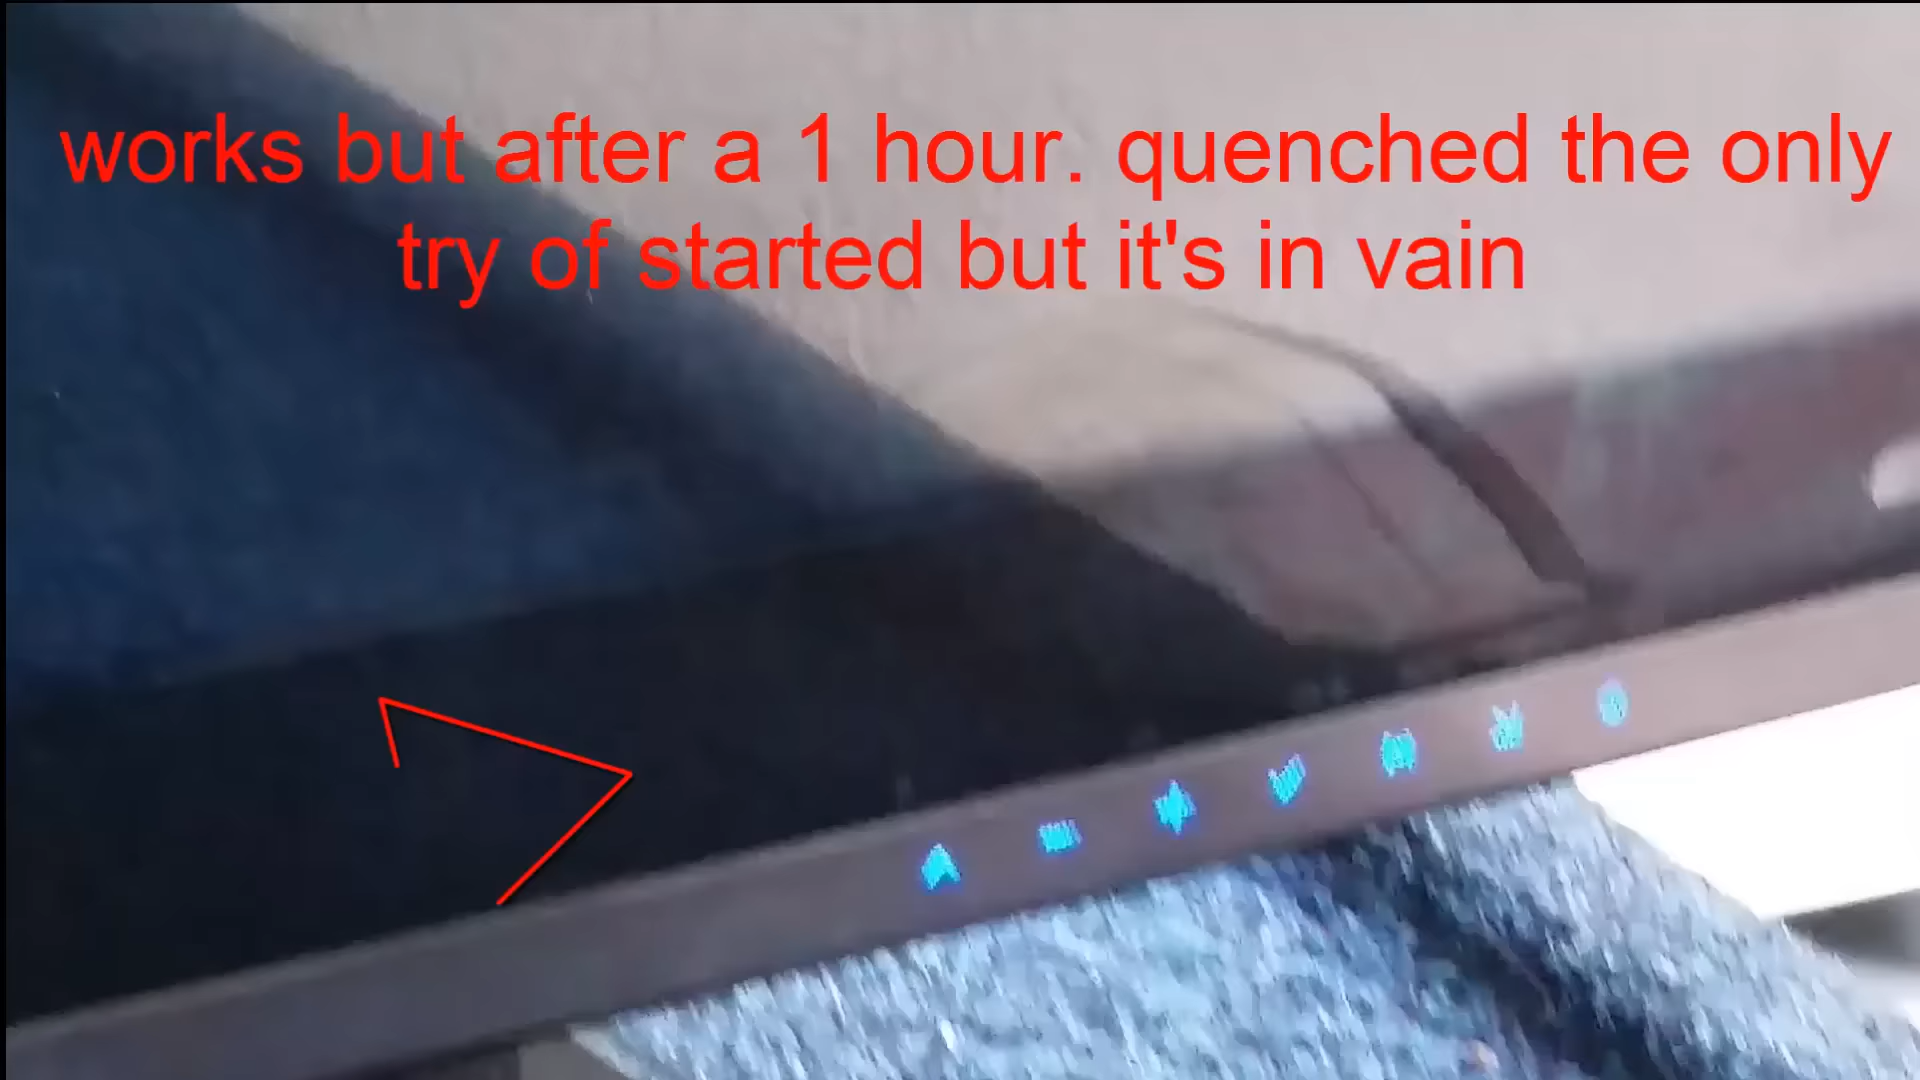 works but after a 1 hour. quenched the only
try of started but it's in vain